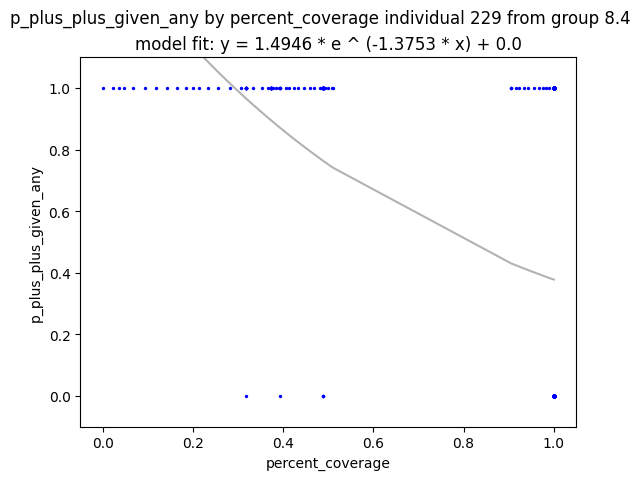 p_plus_plus_given_any by percent_coverage individual 229 from group 8.4
model fit: y = 1.4946 * e ^ (-1.3753 * x) + 0.0
1.0
0.8
0.6
0.4
0.2
0.0
p_plus_plus_given_any
0.0 0.2 0.4 0.6 0.8 1.0
percent_coverage